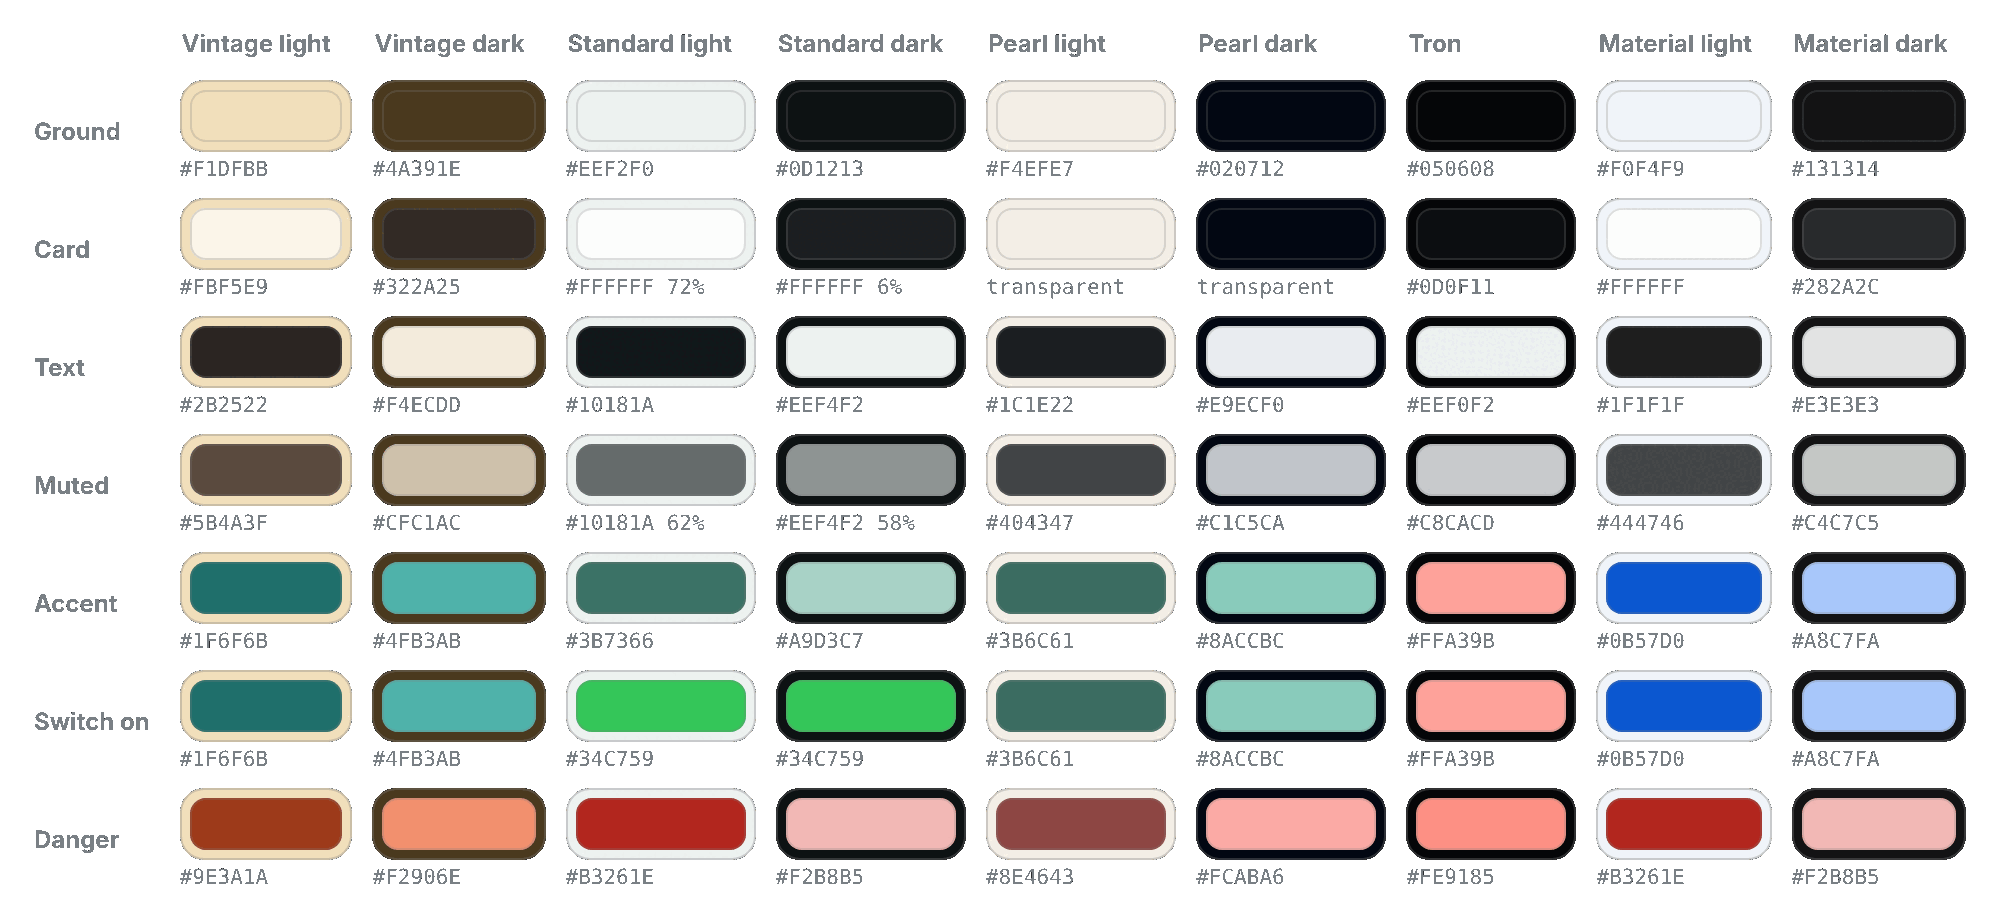 Vintage light Vintage dark Standard light Standard dark Pearl light Pearl dark Tron Material light Material dark
Ground
#F1DFBB #4A391E #EEF2F0 #0D1213 #F4EFE7 #020712 #050608 #F0F4F9 #131314
Card
#FBF5E9 #322A25 #FFFFFF 72% #FFFFFF 6% transparent transparent #0D0F11 #FFFFFF #282A2C
Text
#2B2522 #F4ECDD #10181A #EEF4F2 #1C1E22 #E9ECF0 #EEF0F2 #1F1F1F #E3E3E3
Muted
#5B4A3F #CFC1AC #10181A 62% #EEF4F2 58% #404347 #C1C5CA #C8CACD #444746 #C4C7C5
Accent
#1F6F6B #4FB3AB #3B7366 #A9D3C7 #3B6C61 #8ACCBC #FFA39B #0B57D0 #A8C7FA
Switch on
#1F6F6B #4FB3AB #34C759 #34C759 #3B6C61 #8ACCBC #FFA39B #0B57D0 #A8C7FA
Danger
#9E3A1A #F2906E #B3261E #F2B8B5 #8E4643 #FCABA6 #FE9185 #B3261E #F2B8B5